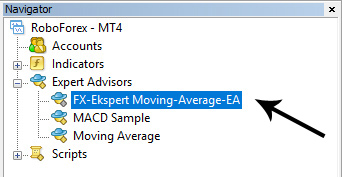 Navigator
RoboForex - MT4
Accounts
Indicators
Expert Advisors
FX-Ekspert Moving-Average-EA
MACD Sample
Moving Average
Scripts